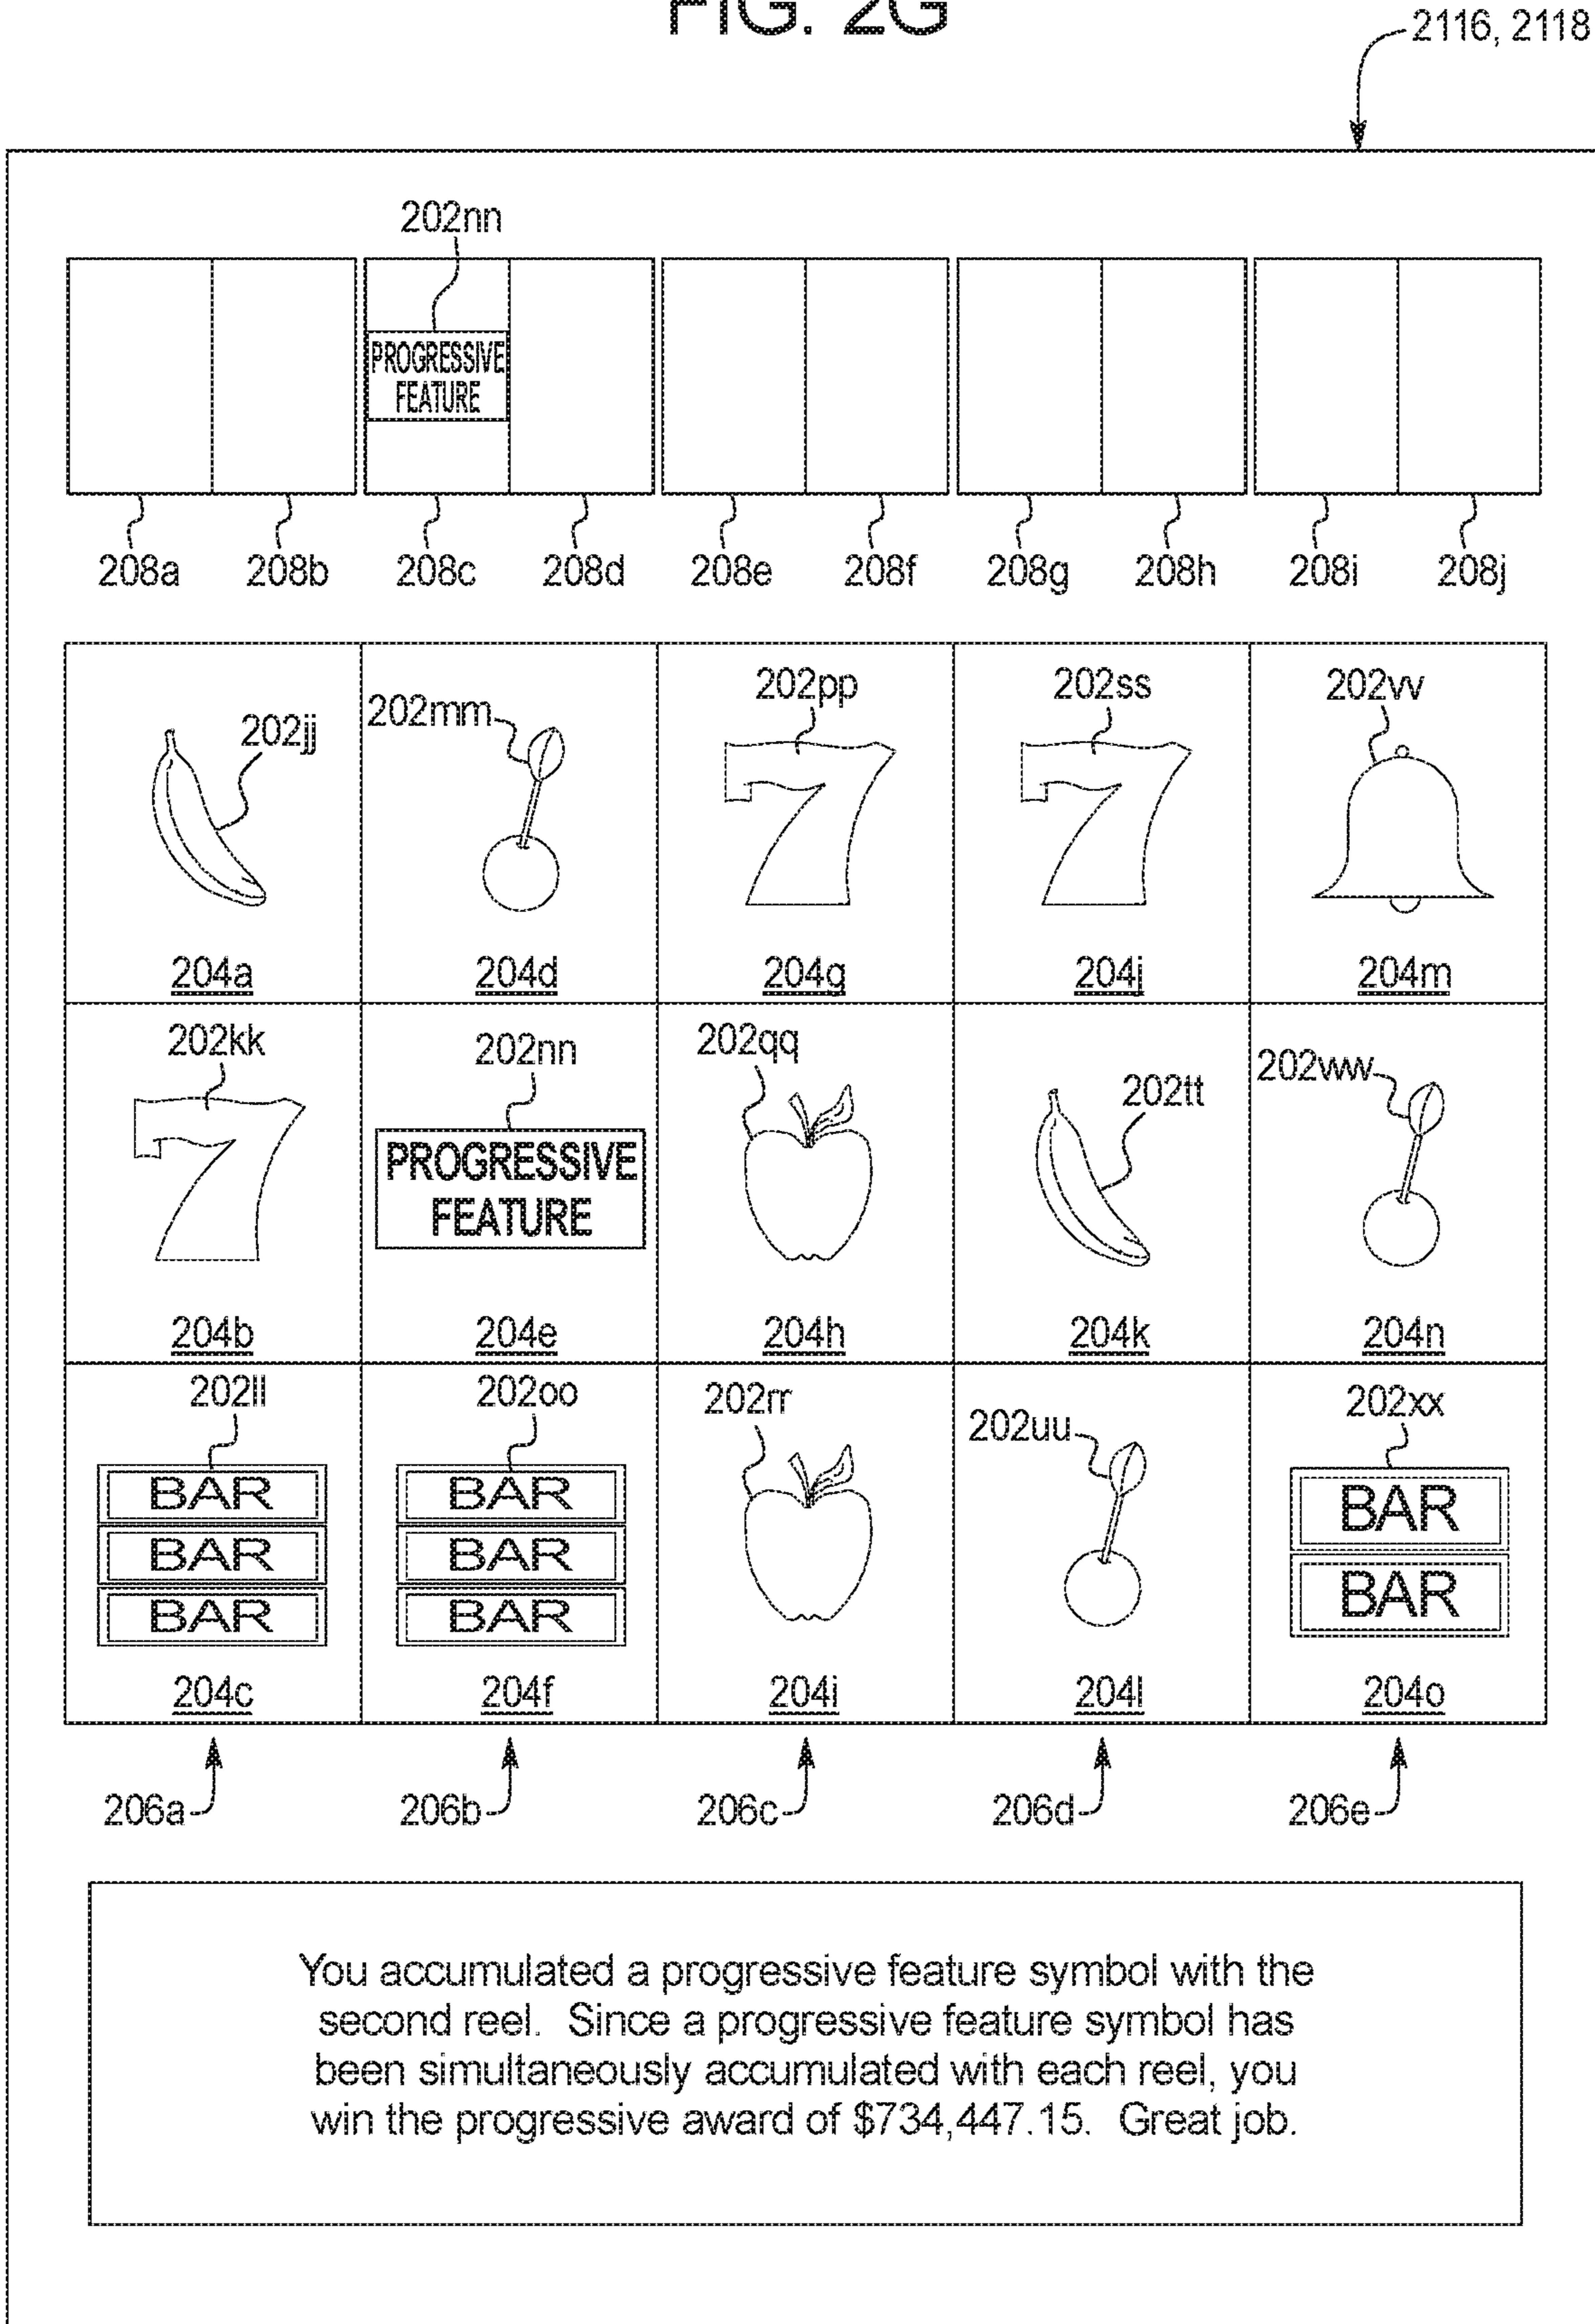 FIG. 2G
2116, 2118
202nn
PROGRESSIVE
FEATURE
208a 208b 208c 208d 208e 208f 208g 208h 208i 208j
202jj 202mm 202pp 202ss 202vv
204a 204d 204g 204j 204m
202kk 202nn 202qq 202tt 202ww
PROGRESSIVE
FEATURE
204b 204e 204h 204k 204n
202ll 202oo 202rr 202uu 202xx
BAR BAR BAR
BAR BAR BAR
BAR BAR
204c 204f 204i 204l 204o
206a 206b 206c 206d 206e
You accumulated a progressive feature symbol with the
second reel.  Since a progressive feature symbol has
been simultaneously accumulated with each reel, you
win the progressive award of $734,447.15.  Great job.